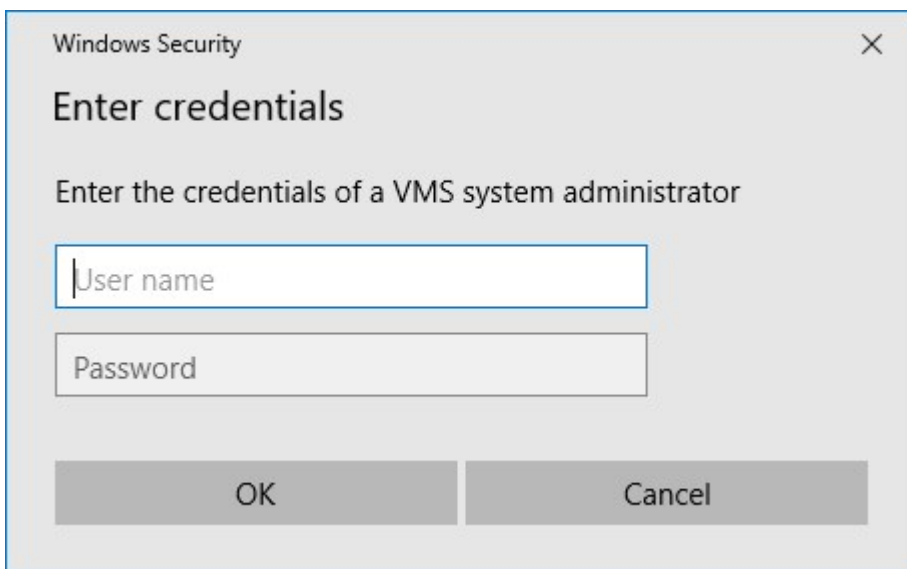 Windows Security
Enter credentials
Enter the credentials of a VMS system administrator
User name
Password
OK Cancel